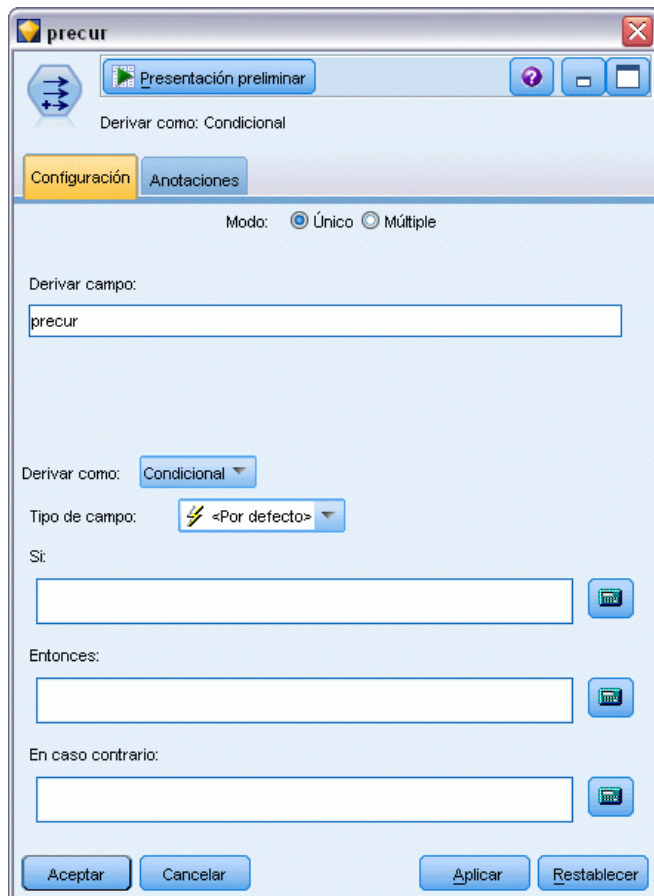 precur
Presentación preliminar
Derivar como: Condicional
Configuración Anotaciones
Modo: Único Múltiple
Derivar campo:
precur
Derivar como: Condicional
Tipo de campo: <Por defecto>
Si:
Entonces:
En caso contrario:
Aceptar Cancelar Aplicar Restablecer